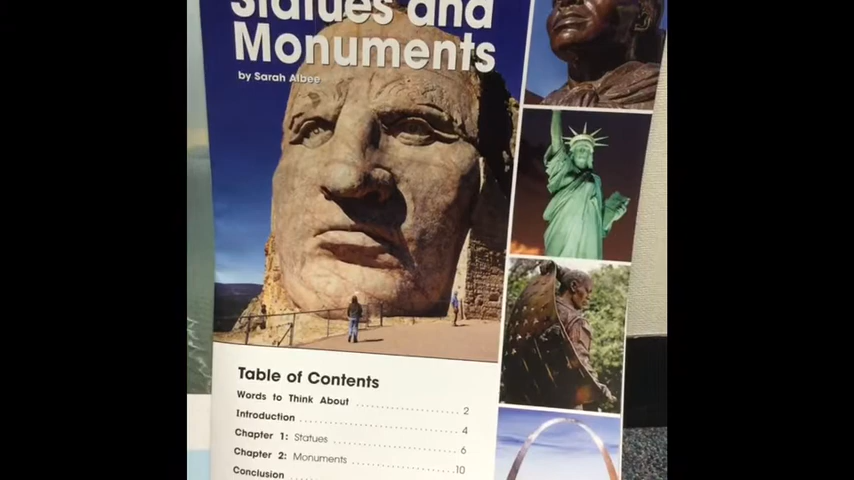 Statues and
Monuments
by Sarah Albee
Table of Contents
Words to Think About 2
Introduction 4
Chapter 1: Statues 6
Chapter 2: Monuments 10
Conclusion